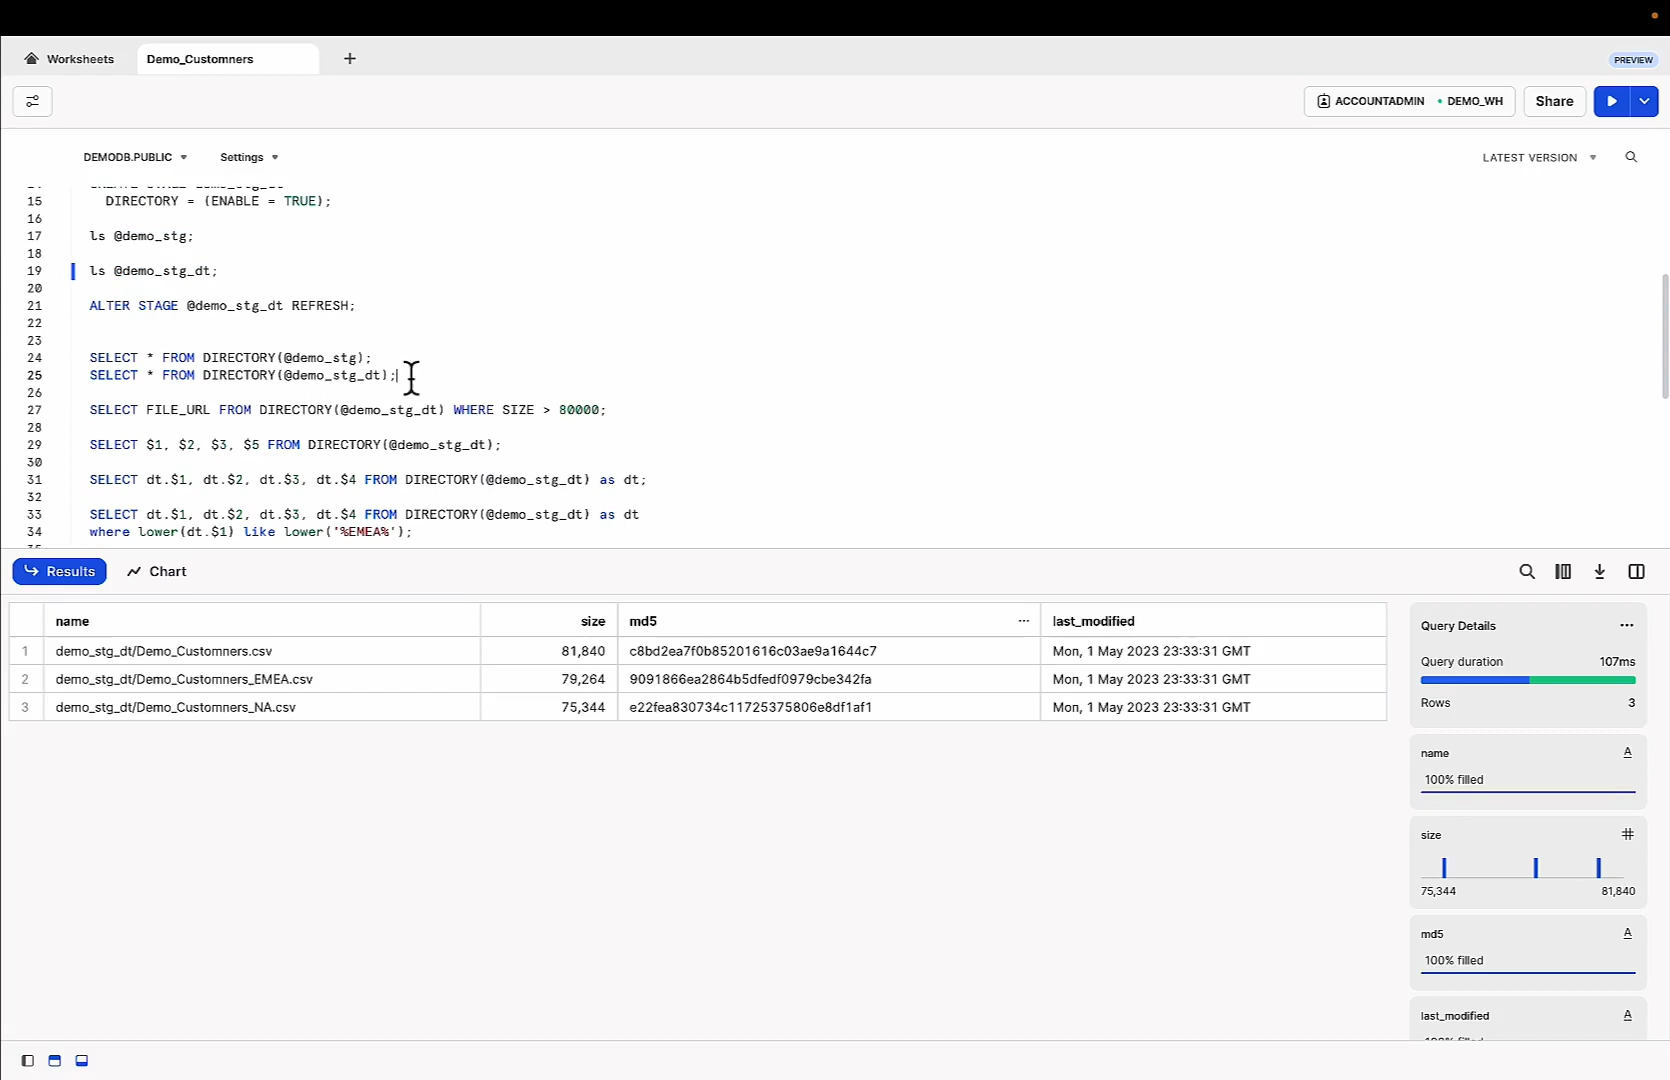 Worksheets
Demo_Customners
+
PREVIEW
ACCOUNTADMIN • DEMO_WH
Share
DEMODB.PUBLIC
Settings
LATEST VERSION
15 DIRECTORY = (ENABLE = TRUE);
16
17 ls @demo_stg;
18
19 ls @demo_stg_dt;
20
21 ALTER STAGE @demo_stg_dt REFRESH;
22
23
24 SELECT * FROM DIRECTORY(@demo_stg);
25 SELECT * FROM DIRECTORY(@demo_stg_dt);
26
27 SELECT FILE_URL FROM DIRECTORY(@demo_stg_dt) WHERE SIZE > 80000;
28
29 SELECT $1, $2, $3, $5 FROM DIRECTORY(@demo_stg_dt);
30
31 SELECT dt.$1, dt.$2, dt.$3, dt.$4 FROM DIRECTORY(@demo_stg_dt) as dt;
32
33 SELECT dt.$1, dt.$2, dt.$3, dt.$4 FROM DIRECTORY(@demo_stg_dt) as dt
34 where lower(dt.$1) like lower('%EMEA%');
Results
Chart
name size md5 ... last_modified
1 demo_stg_dt/Demo_Customners.csv 81,840 c8bd2ea7f0b85201616c03ae9a1644c7 Mon, 1 May 2023 23:33:31 GMT
2 demo_stg_dt/Demo_Customners_EMEA.csv 79,264 9091866ea2864b5dfedf0979cbe342fa Mon, 1 May 2023 23:33:31 GMT
3 demo_stg_dt/Demo_Customners_NA.csv 75,344 e22fea830734c11725375806e8df1af1 Mon, 1 May 2023 23:33:31 GMT
Query Details ...
Query duration 107ms
Rows 3
name A
100% filled
size #
75,344 81,840
md5 A
100% filled
last_modified A